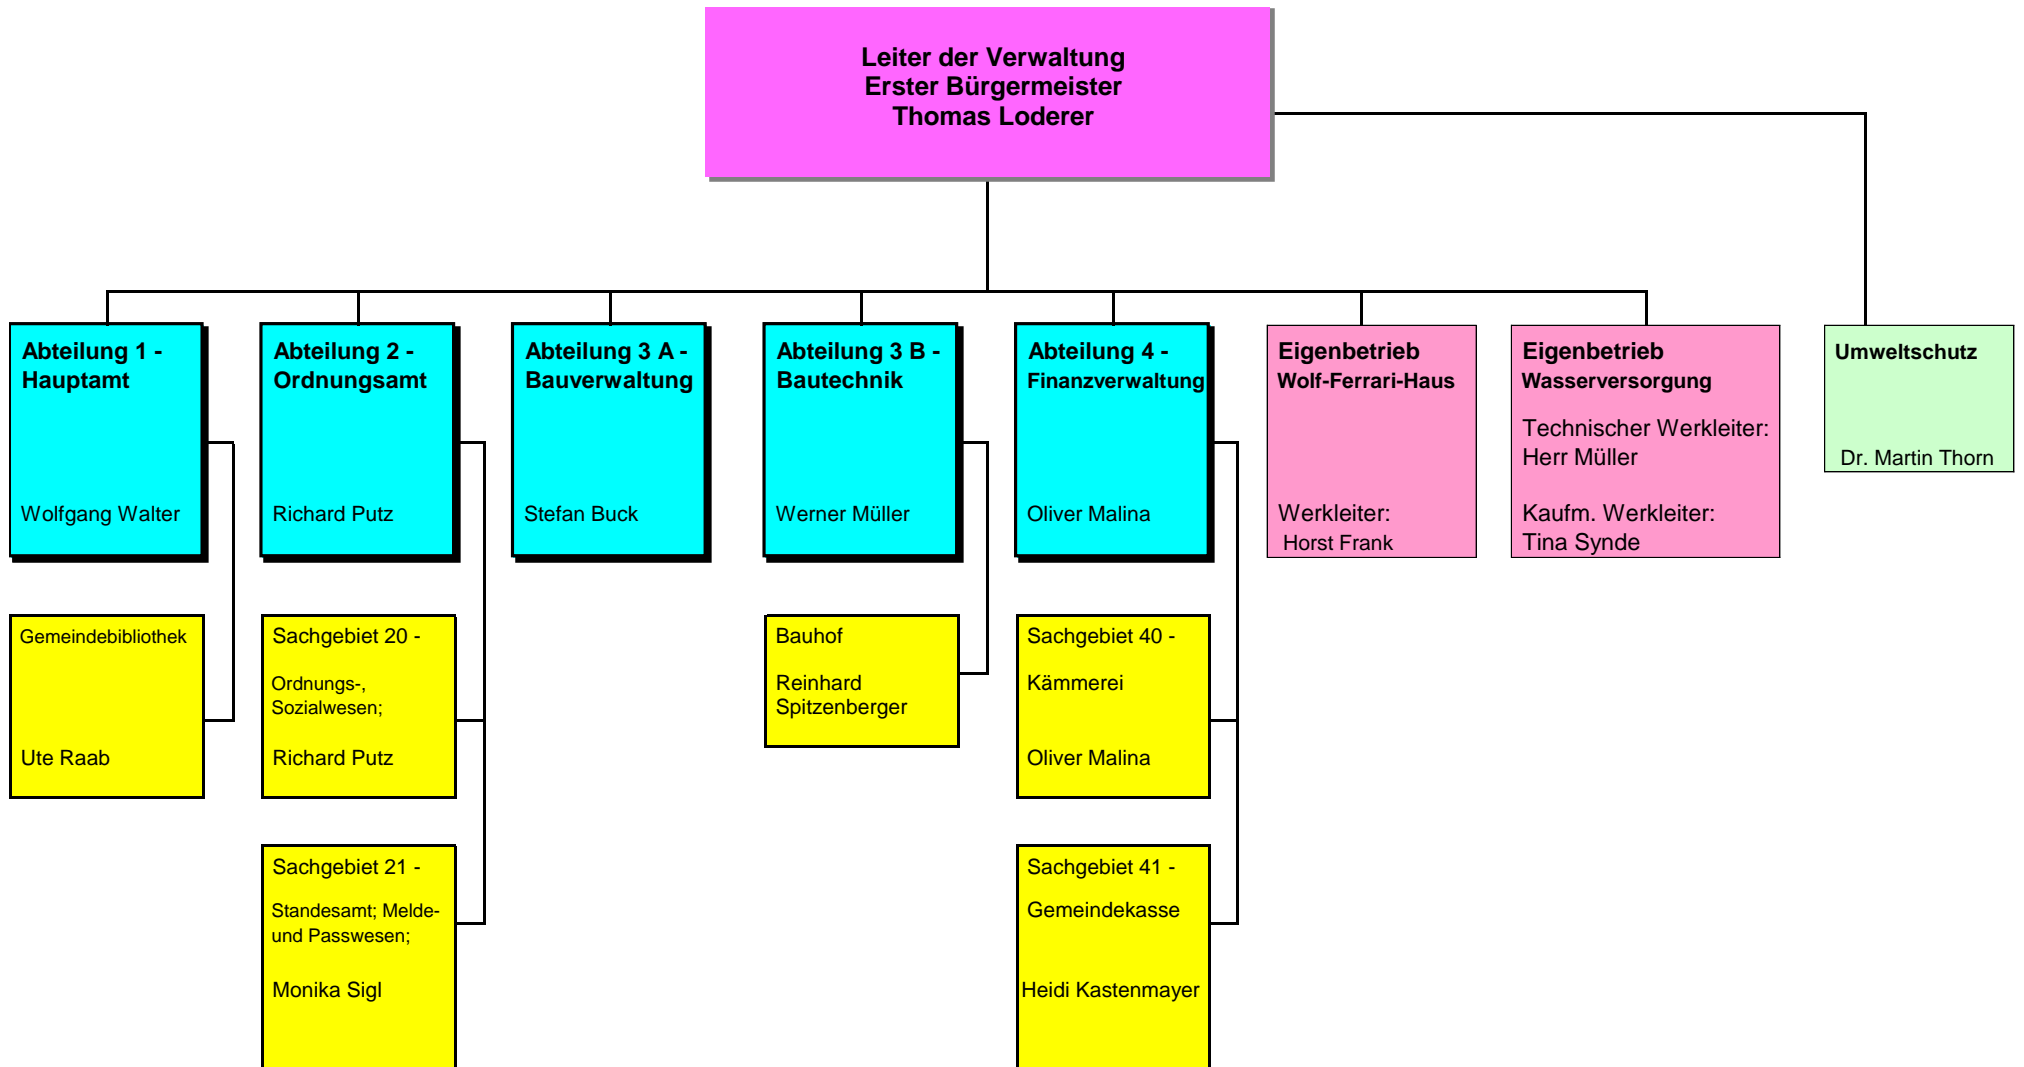 Leiter der Verwaltung
Erster Bürgermeister
Thomas Loderer
Abteilung 1 -
Hauptamt
Wolfgang Walter
Abteilung 2 -
Ordnungsamt
Richard Putz
Abteilung 3 A -
Bauverwaltung
Stefan Buck
Abteilung 3 B -
Bautechnik
Werner Müller
Abteilung 4 -
Finanzverwaltung
Oliver Malina
Eigenbetrieb
Wolf-Ferrari-Haus
Werkleiter:
Horst Frank
Eigenbetrieb
Wasserversorgung
Technischer Werkleiter:
Herr Müller
Kaufm. Werkleiter:
Tina Synde
Umweltschutz
Dr. Martin Thorn
Gemeindebibliothek
Ute Raab
Sachgebiet 20 -
Ordnungs-,
Sozialwesen;
Richard Putz
Bauhof
Reinhard
Spitzenberger
Sachgebiet 40 -
Kämmerei
Oliver Malina
Sachgebiet 21 -
Standesamt; Melde-
und Passwesen;
Monika Sigl
Sachgebiet 41 -
Gemeindekasse
Heidi Kastenmayer